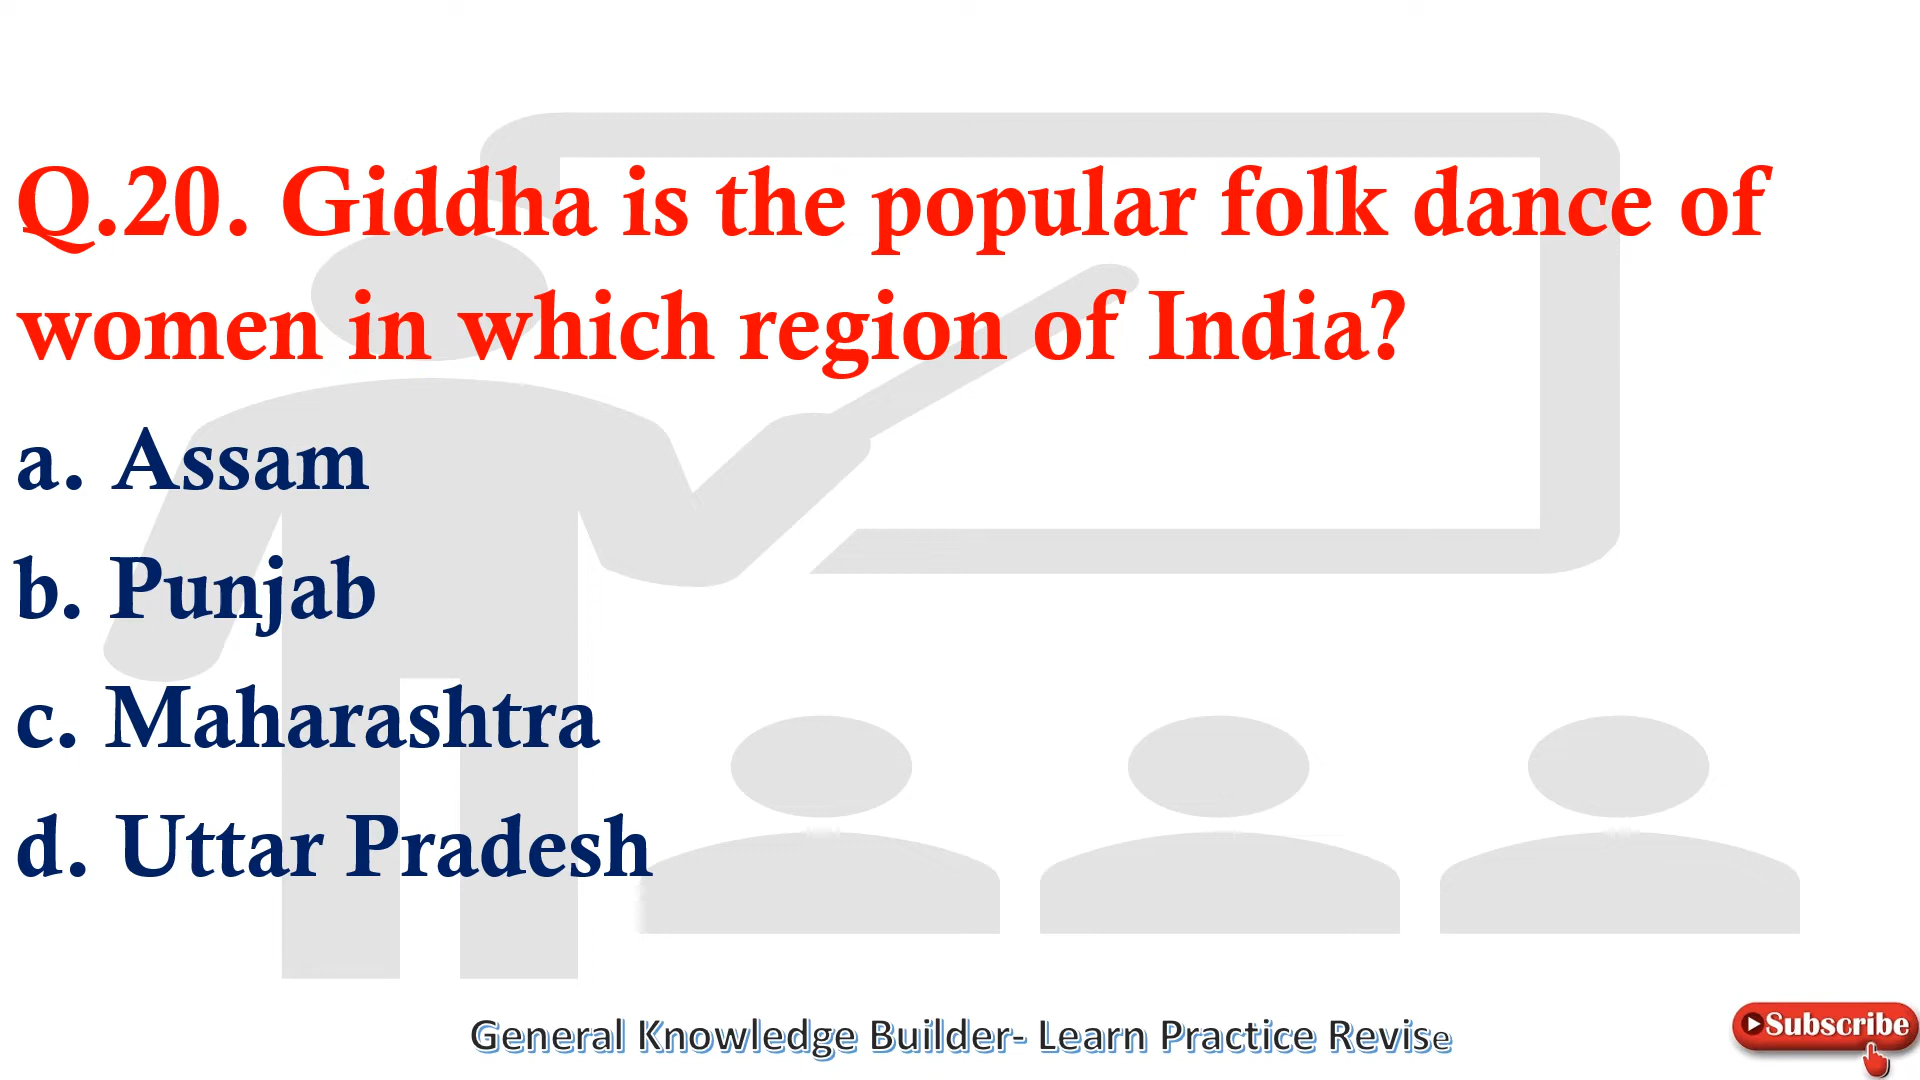 Q.20. Giddha is the popular folk dance of
women in which region of India?
a. Assam
b. Punjab
c. Maharashtra
d. Uttar Pradesh
General Knowledge Builder- Learn Practice Revise
Subscribe